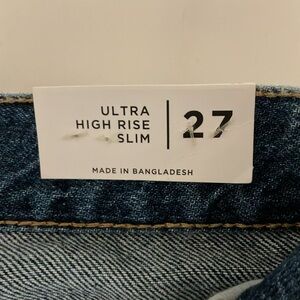 ULTRA
HIGH RISE
SLIM
27
MADE IN BANGLADESH